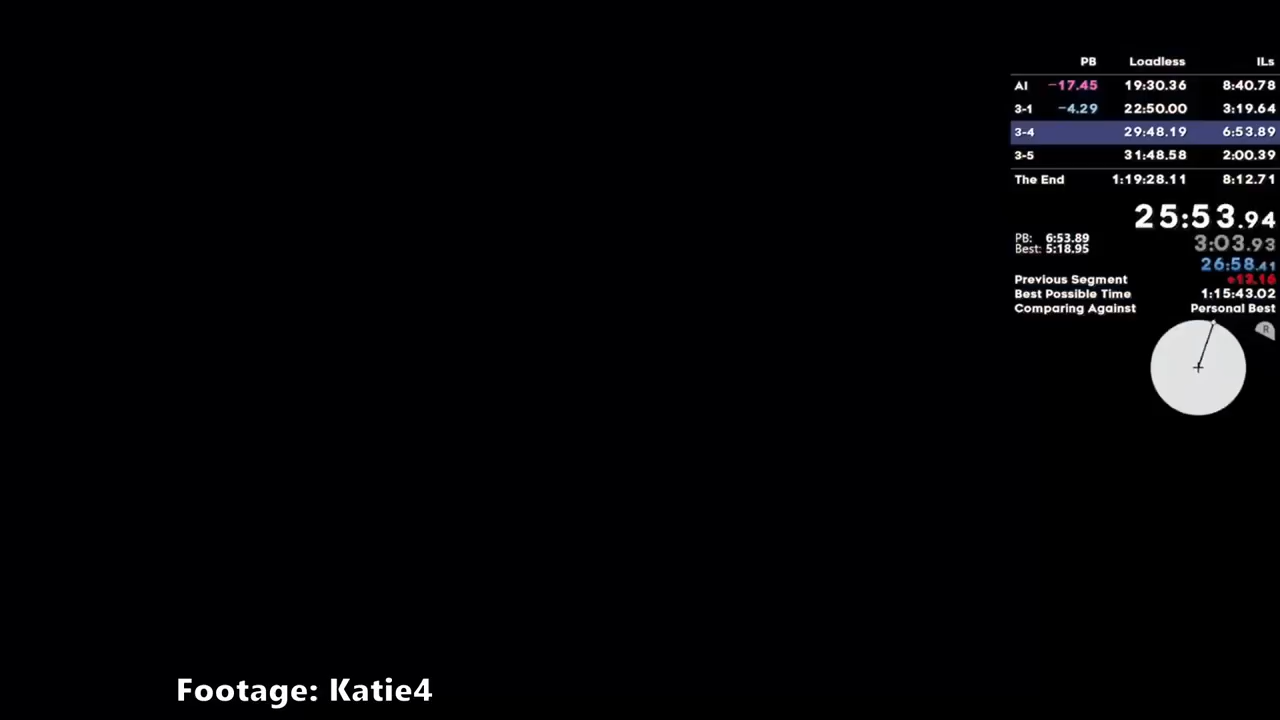 PB Loadless ILs
AI −17.45 19:30.36 8:40.78
3-1 −4.29 22:50.00 3:19.64
3-4 29:48.19 6:53.89
3-5 31:48.58 2:00.39
The End 1:19:28.11 8:12.71
25:53.94
PB: 6:53.89 3:03.93
Best: 5:18.95
26:58.41
Previous Segment +13.16
Best Possible Time 1:15:43.02
Comparing Against Personal Best
R
Footage: Katie4